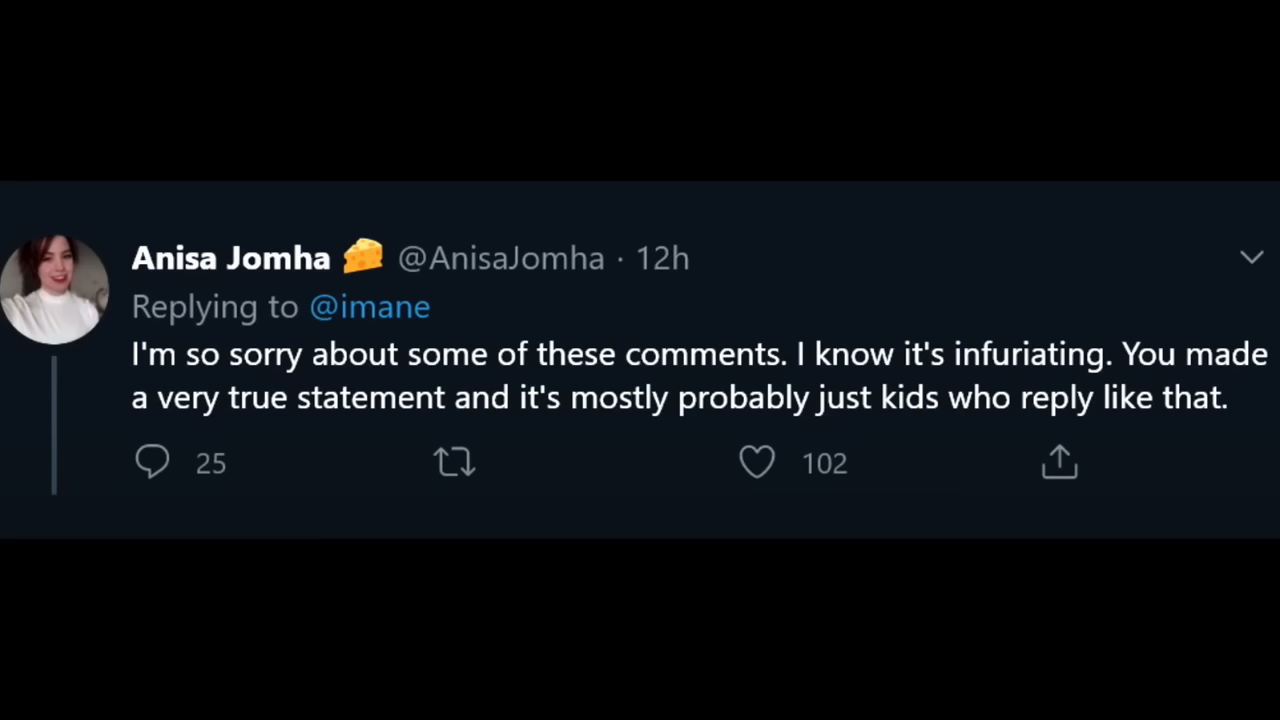 Anisa Jomha 🧀 @AnisaJomha · 12h
Replying to @imane
I'm so sorry about some of these comments. I know it's infuriating. You made
a very true statement and it's mostly probably just kids who reply like that.
25 102